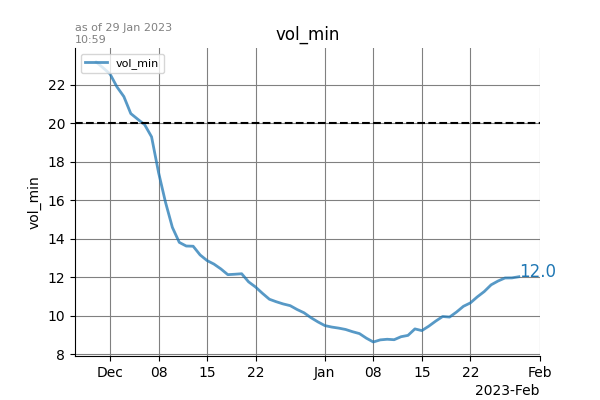 as of 29 Jan 2023
10:59
vol_min
vol_min
22
20
18
16
14
12
10
8
vol_min
12.0
Dec 08 15 22 Jan 08 15 22 Feb
2023-Feb